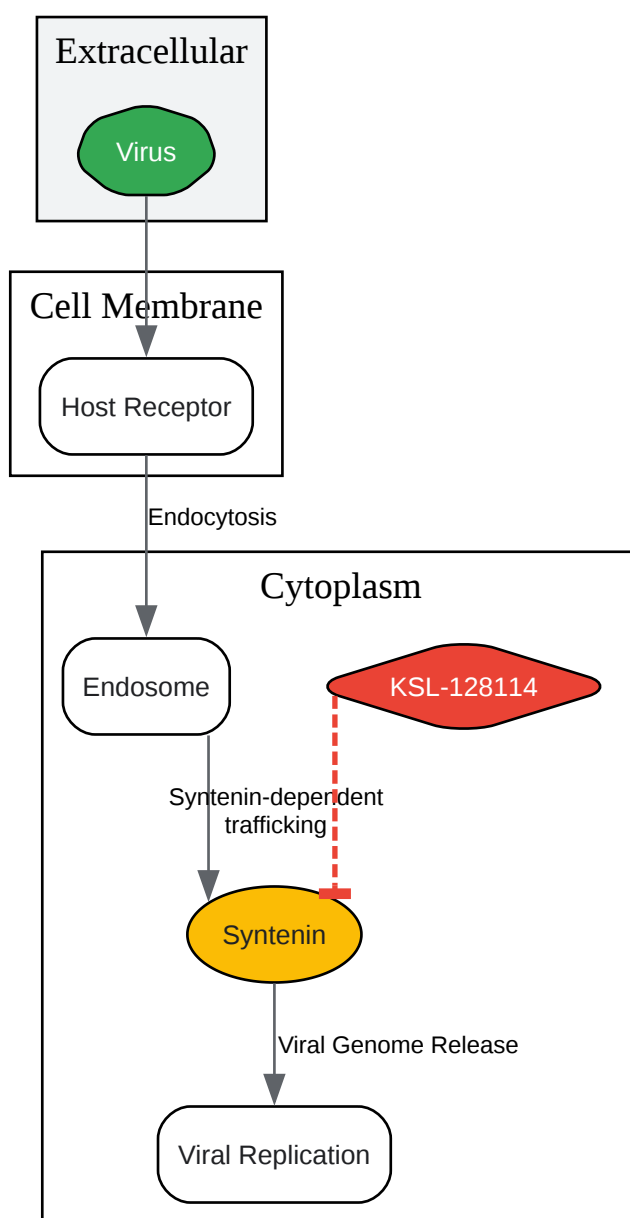 Extracellular
Virus
Cell Membrane
Host Receptor
Endocytosis
Cytoplasm
Endosome
KSL-128114
Syntenin-dependent
trafficking
Syntenin
Viral Genome Release
Viral Replication